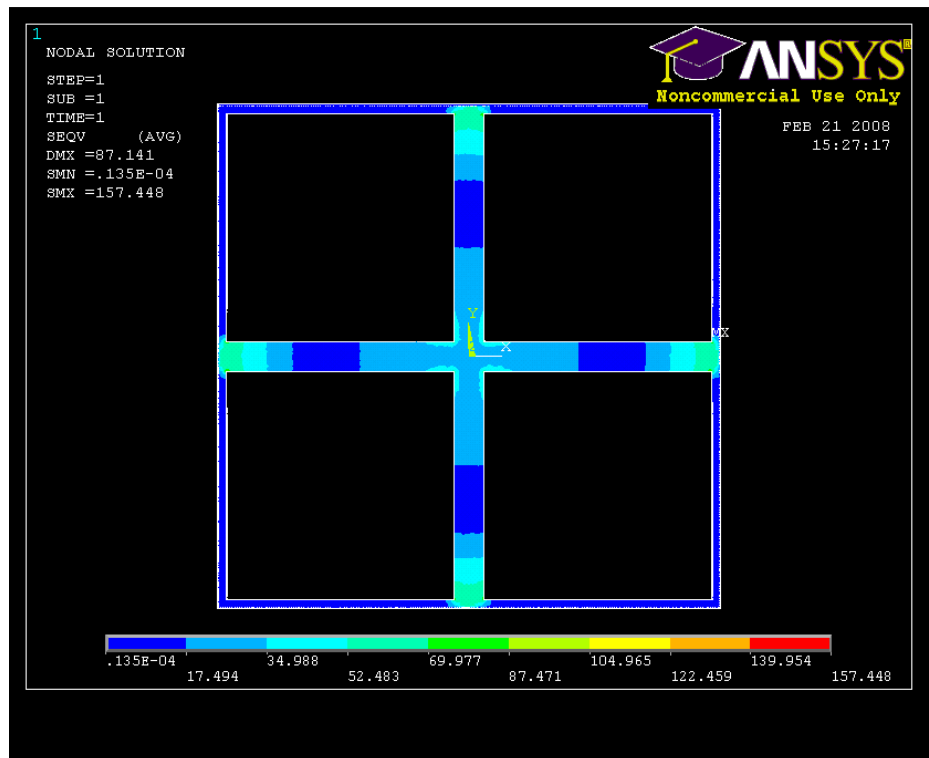 1
NODAL SOLUTION
STEP=1
SUB =1
TIME=1
SEQV (AVG)
DMX =87.141
SMN =.135E-04
SMX =157.448
ANSYS®
Noncommercial Use Only
FEB 21 2008
15:27:17
Y
X
MX
.135E-04 34.988 69.977 104.965 139.954
17.494 52.483 87.471 122.459 157.448